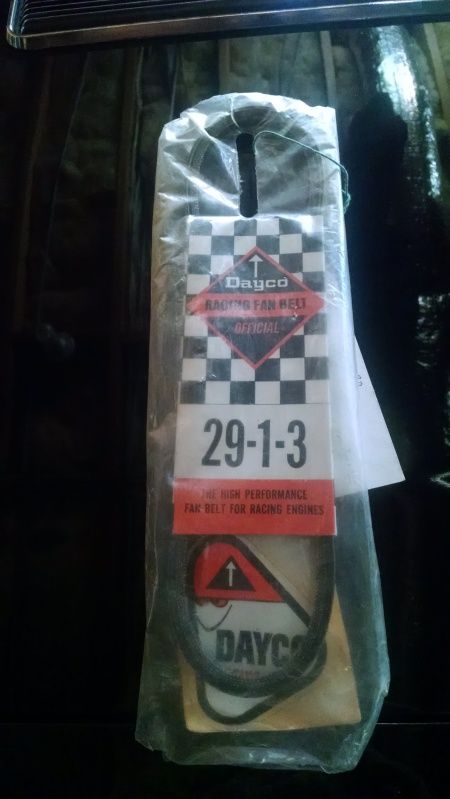 Dayco
RACING FAN BELT
OFFICIAL
29-1-3
THE HIGH PERFORMANCE
FAN BELT FOR RACING ENGINES
DAYCO